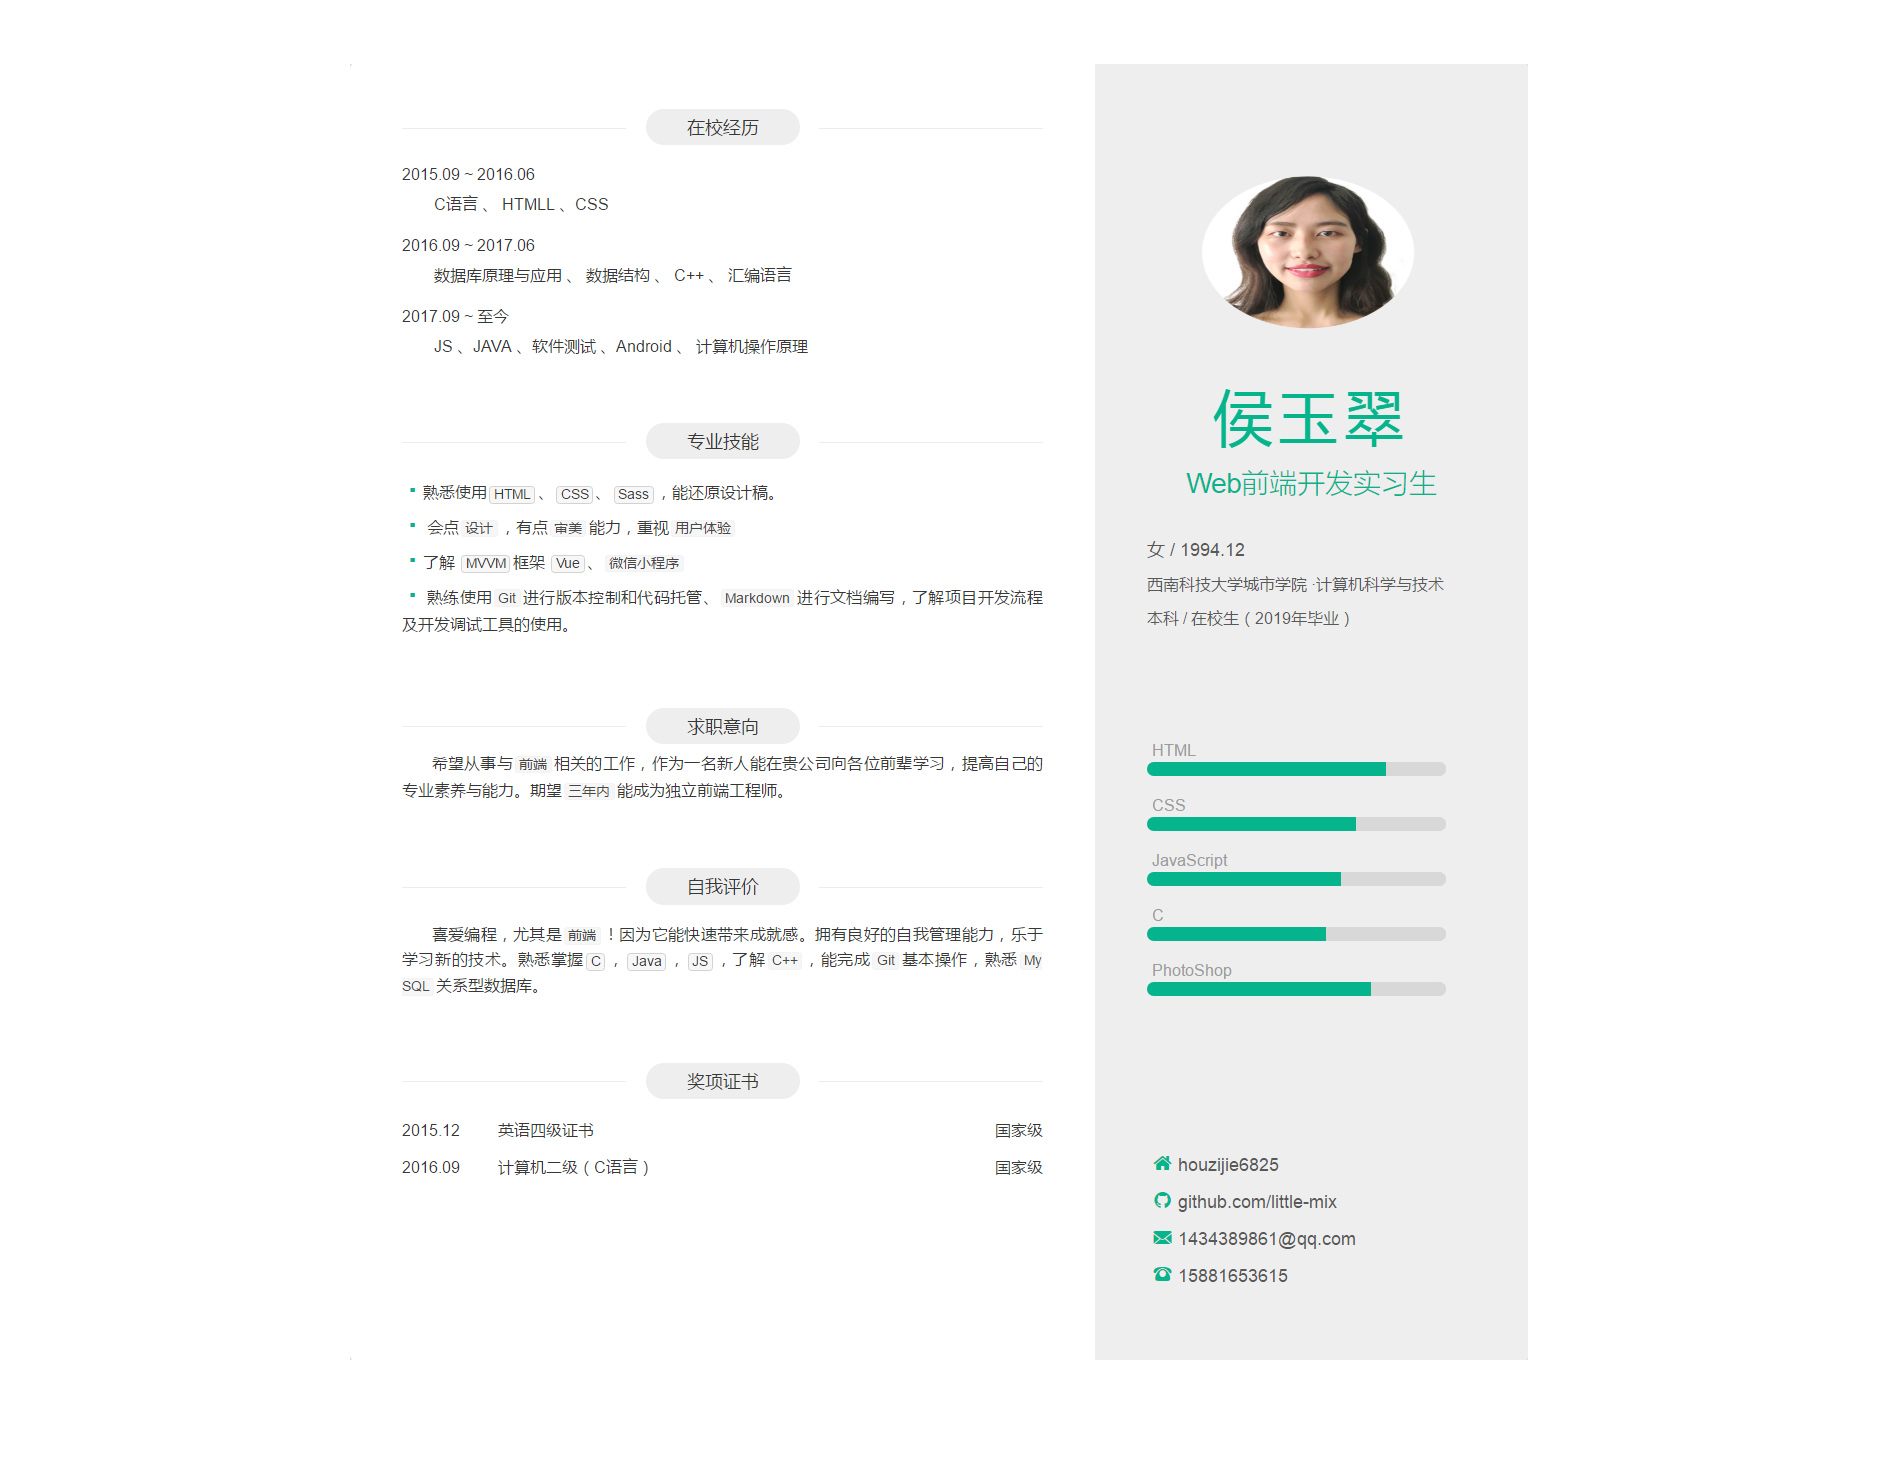 在校经历
2015.09 ~ 2016.06
C语言 、 HTMLL 、CSS
2016.09 ~ 2017.06
数据库原理与应用 、 数据结构 、 C++ 、 汇编语言
2017.09 ~ 至今
JS 、JAVA 、软件测试 、Android 、 计算机操作原理
专业技能
熟悉使用 HTML 、 CSS 、 Sass ，能还原设计稿。
会点 设计 ，有点 审美 能力，重视 用户体验
了解 MVVM 框架 Vue 、 微信小程序
熟练使用 Git 进行版本控制和代码托管、 Markdown 进行文档编写，了解项目开发流程
及开发调试工具的使用。
求职意向
希望从事与 前端 相关的工作，作为一名新人能在贵公司向各位前辈学习，提高自己的
专业素养与能力。期望 三年内 能成为独立前端工程师。
自我评价
喜爱编程，尤其是 前端 ！因为它能快速带来成就感。拥有良好的自我管理能力，乐于
学习新的技术。熟悉掌握 C ， Java ， JS ，了解 C++ ，能完成 Git 基本操作，熟悉 My
SQL 关系型数据库。
奖项证书
2015.12 英语四级证书 国家级
2016.09 计算机二级（C语言） 国家级
侯玉翠
Web前端开发实习生
女 / 1994.12
西南科技大学城市学院 ·计算机科学与技术
本科 / 在校生（2019年毕业）
HTML
CSS
JavaScript
C
PhotoShop
houzijie6825
github.com/little-mix
1434389861@qq.com
15881653615